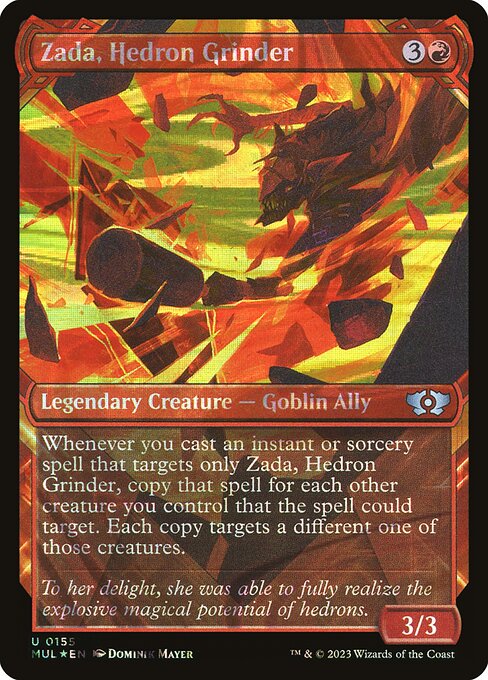 Zada, Hedron Grinder 3
Legendary Creature — Goblin Ally
Whenever you cast an instant or sorcery
spell that targets only Zada, Hedron
Grinder, copy that spell for each other
creature you control that the spell could
target. Each copy targets a different one of
those creatures.
To her delight, she was able to fully realize the
explosive magical potential of hedrons.
3/3
U 0155
MUL★EN Dominik Mayer ™ & © 2023 Wizards of the Coast